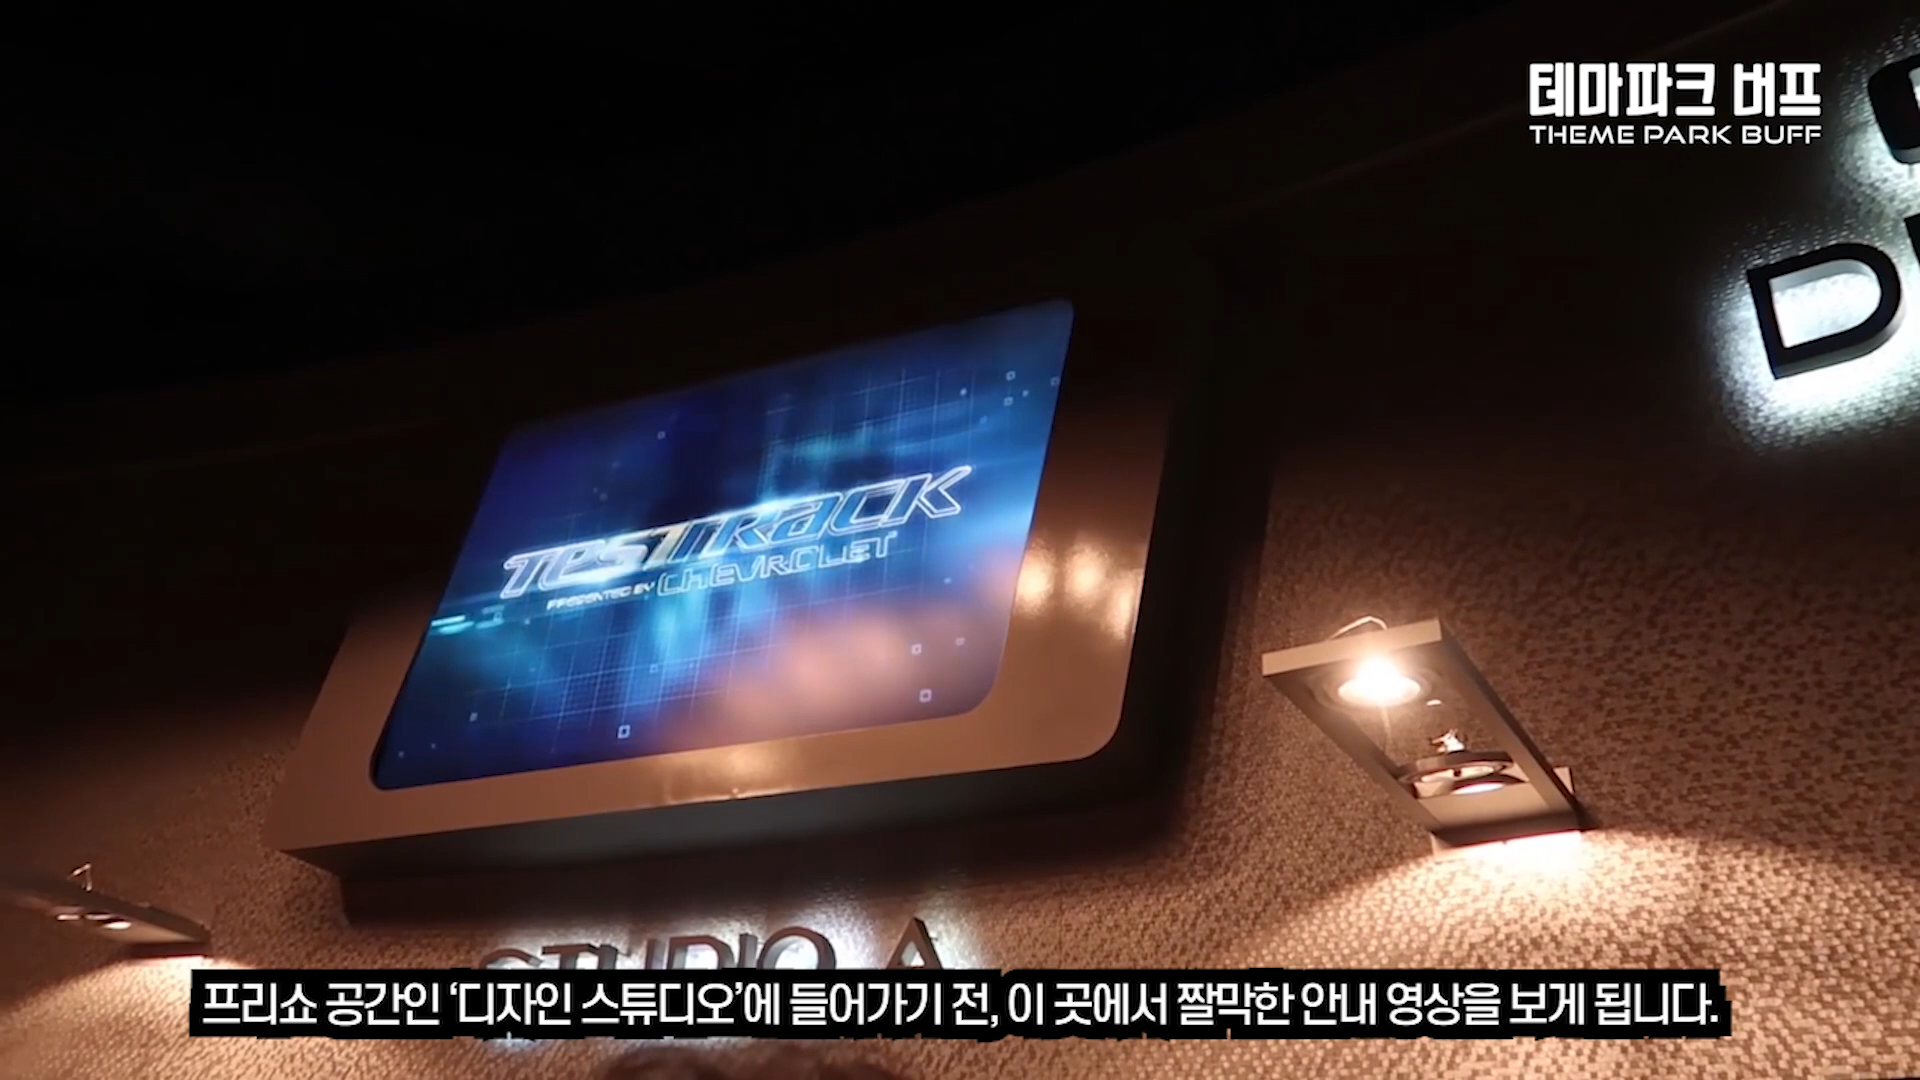 테마파크 버프
THEME PARK BUFF
TEST TRACK
PRESENTED BY CHEVROLET
STUDIO A
프리쇼 공간인 ‘디자인 스튜디오’에 들어가기 전, 이 곳에서 짤막한 안내 영상을 보게 됩니다.